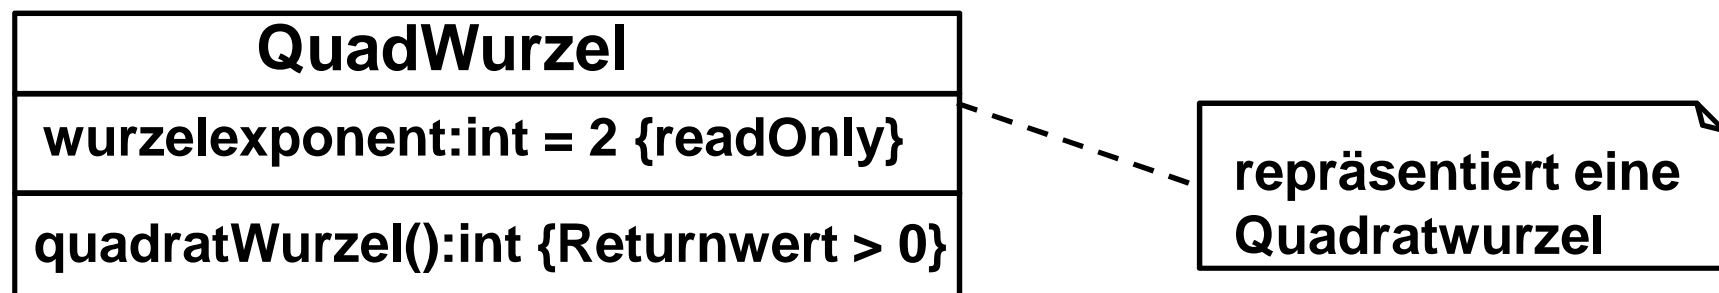 QuadWurzel
wurzelexponent:int = 2 {readOnly}
quadratWurzel():int {Returnwert > 0}
repräsentiert eine
Quadratwurzel